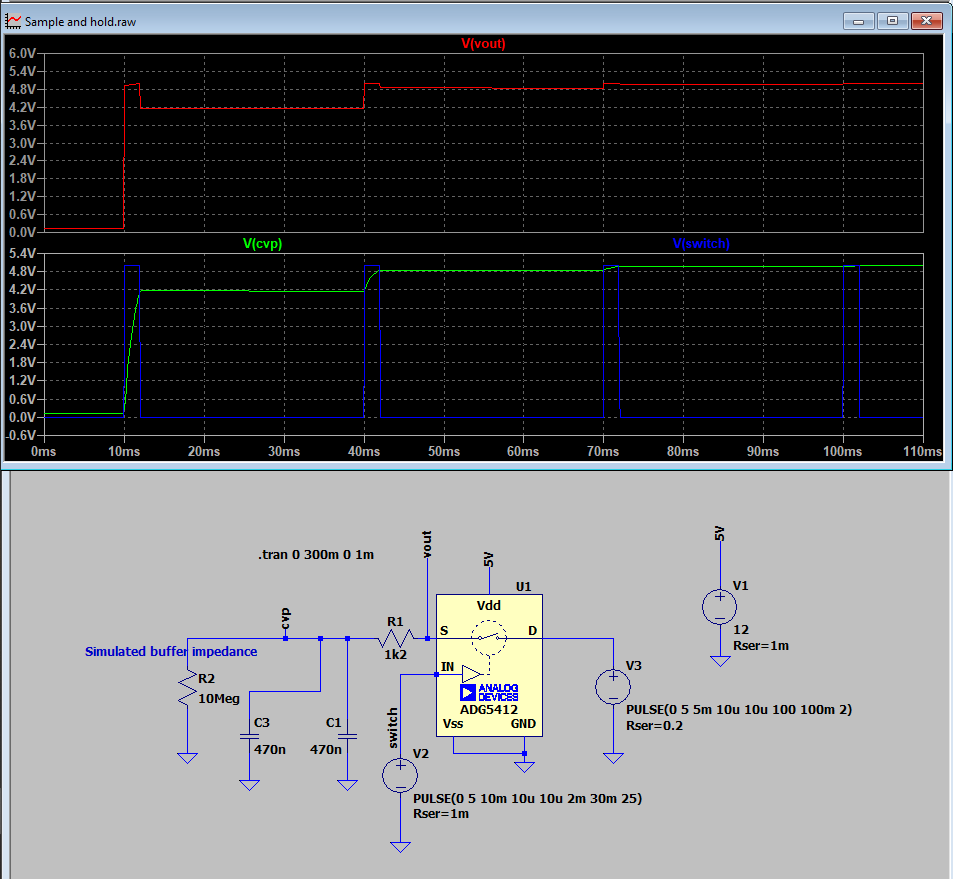 Sample and hold.raw
V(vout)
6.0V
5.4V
4.8V
4.2V
3.6V
3.0V
2.4V
1.8V
1.2V
0.6V
0.0V
V(cvp) V(switch)
5.4V
4.8V
4.2V
3.6V
3.0V
2.4V
1.8V
1.2V
0.6V
0.0V
-0.6V
0ms 10ms 20ms 30ms 40ms 50ms 60ms 70ms 80ms 90ms 100ms 110ms
.tran 0 300m 0 1m
vout
5V
U1
Vdd
S
D
IN
ANALOG
DEVICES
ADG5412
Vss
GND
5V
V1
12
Rser=1m
cvp
R1
1k2
Simulated buffer impedance
R2
10Meg
C3
470n
C1
470n
switch
V2
PULSE(0 5 10m 10u 10u 2m 30m 25)
Rser=1m
V3
PULSE(0 5 5m 10u 10u 100 100m 2)
Rser=0.2